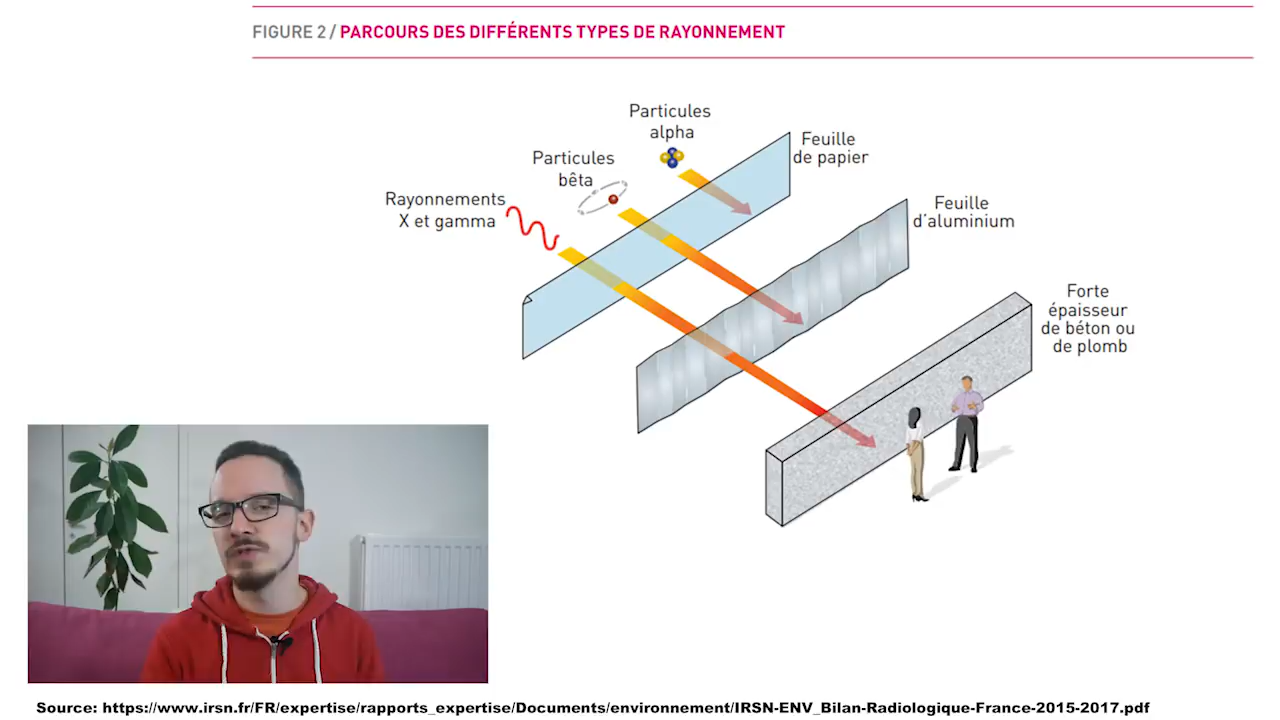 FIGURE 2 / PARCOURS DES DIFFÉRENTS TYPES DE RAYONNEMENT
Particules
alpha
Feuille
de papier
Particules
bêta
Rayonnements
X et gamma
Feuille
d'aluminium
Forte
épaisseur
de béton ou
de plomb
Source: https://www.irsn.fr/FR/expertise/rapports_expertise/Documents/environnement/IRSN-ENV_Bilan-Radiologique-France-2015-2017.pdf